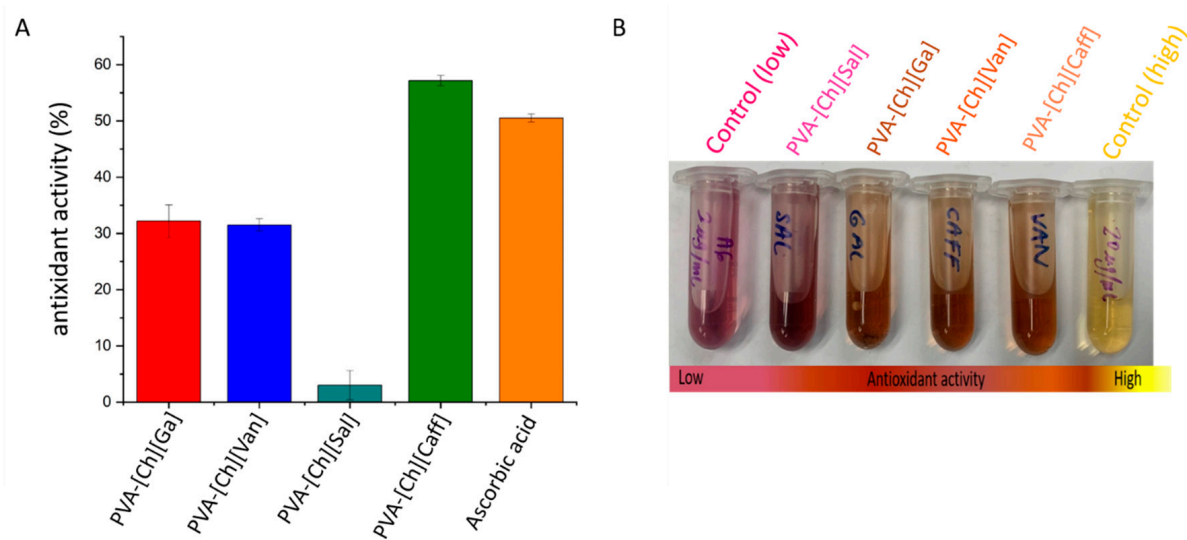 A
antixidant activity (%)
60
50
40
30
20
10
0
PVA-[Ch][Ga]
PVA-[Ch][Van]
PVA-[Ch][Sal]
PVA-[Ch][Caff]
Ascorbic acid
B
Control (low)
PVA-[Ch][Sal]
PVA-[Ch][Ga]
PVA-[Ch][Van]
PVA-[Ch][Caff]
Control (high)
SAL
GAL
CAFF
VAN
Low
Antioxidant activity
High